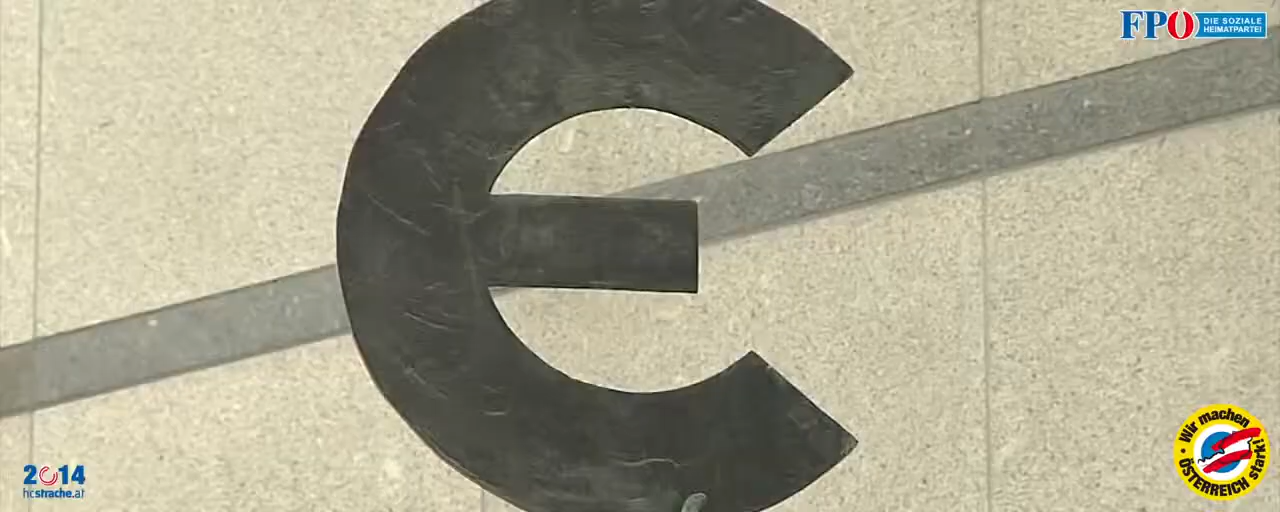 FPÖ
DIE SOZIALE
HEIMATPARTEI
€
2014
hcstrache.at
Wir machen
ÖSTERREICH stark!